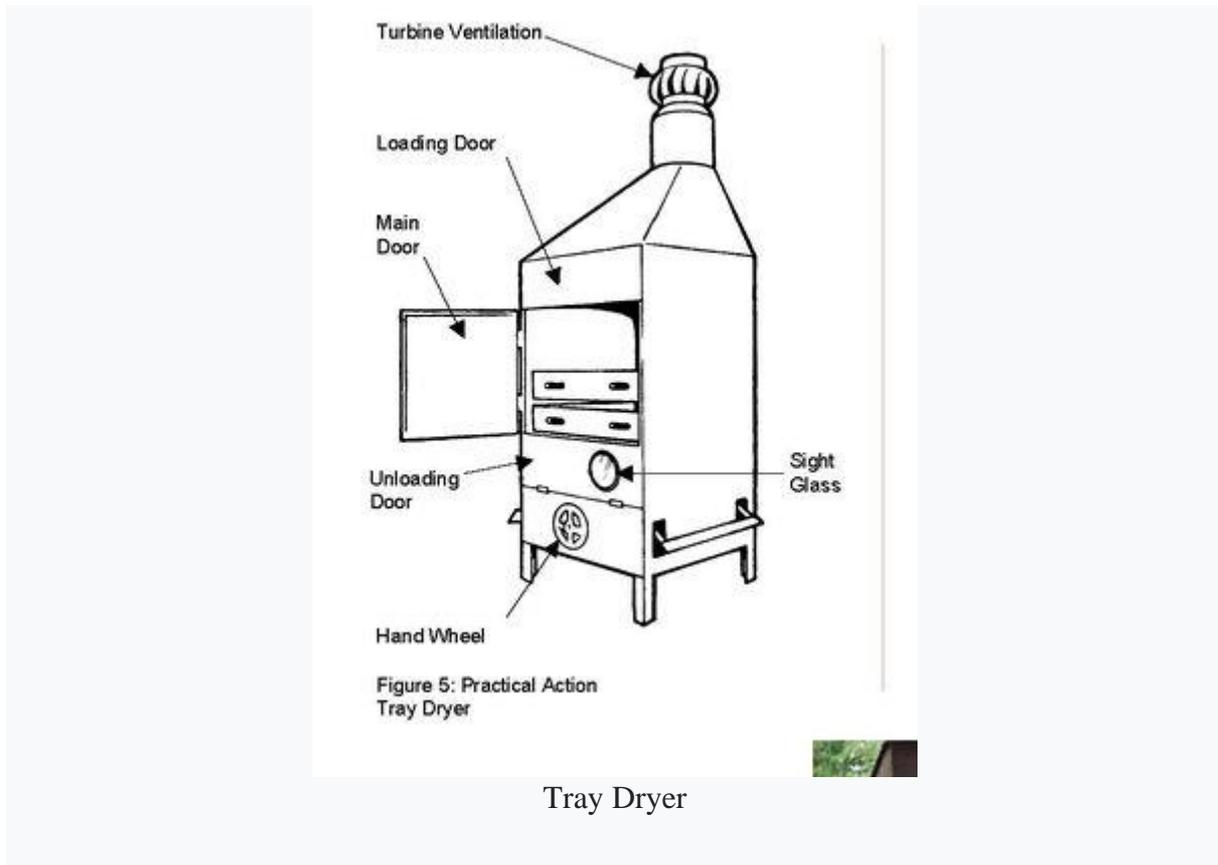 Turbine Ventilation
Loading Door
Main
Door
Unloading
Door
Sight
Glass
Hand Wheel
Figure 5: Practical Action
Tray Dryer
Tray Dryer